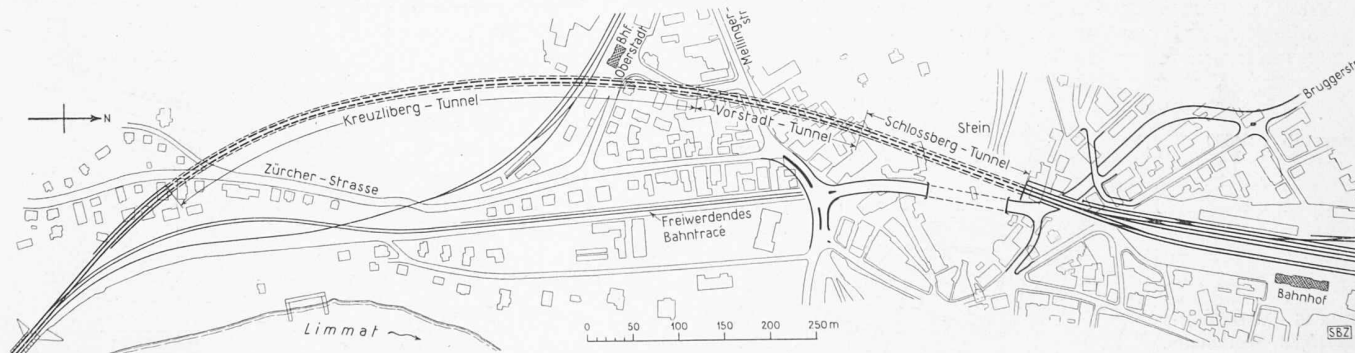 Bhf.
Oberstadt
Mellinger-
str.
N
Kreuzliberg-Tunnel
Vorstadt-Tunnel
Schlossberg-Tunnel
Stein
Bruggerstr
Zürcher-Strasse
Freiwerdendes
Bahntracé
Bahnhof
Limmat
0 50 100 150 200 250 m
SBZ